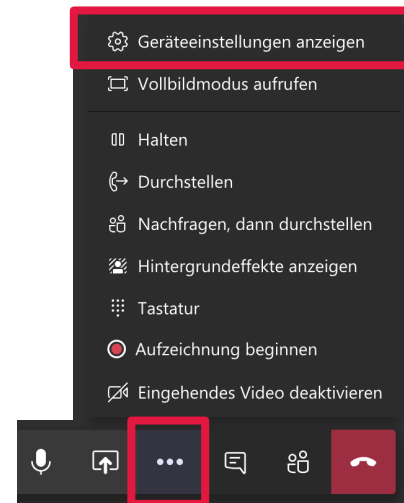 Geräteeinstellungen anzeigen
Vollbildmodus aufrufen
Halten
Durchstellen
Nachfragen, dann durchstellen
Hintergrundeffekte anzeigen
Tastatur
Aufzeichnung beginnen
Eingehendes Video deaktivieren